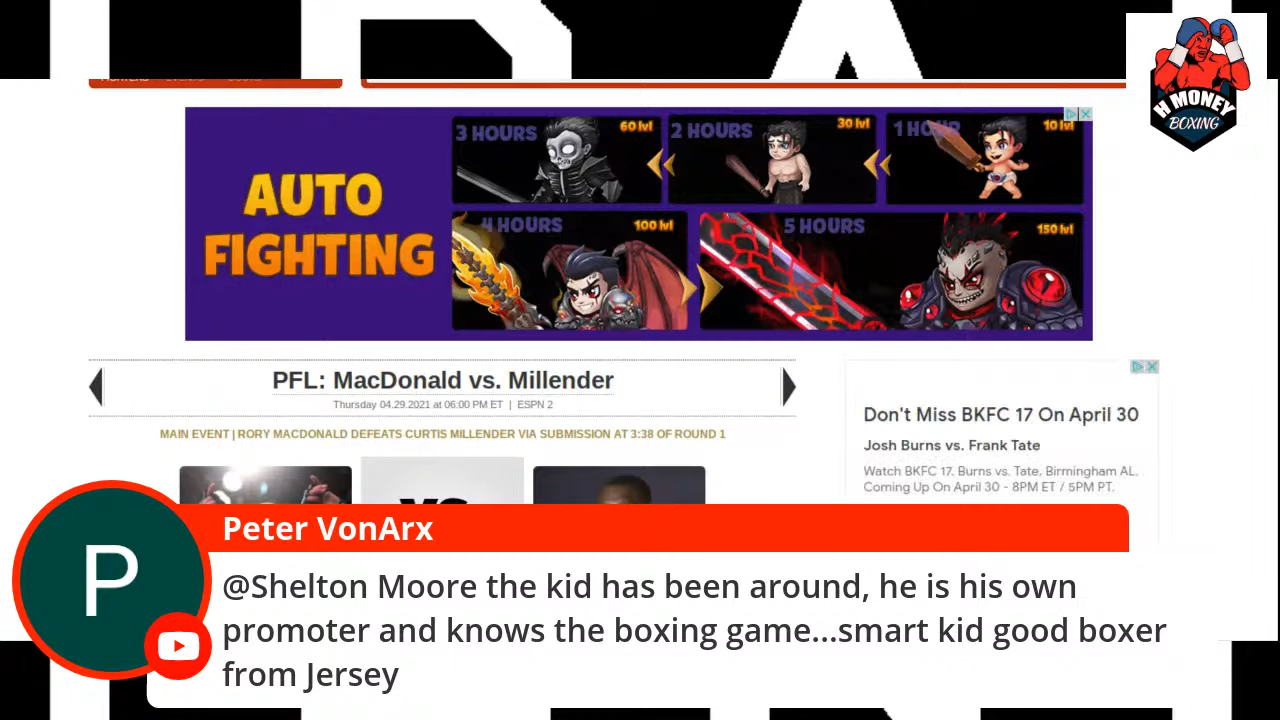 H MONEY
BOXING
AUTO
FIGHTING
3 HOURS
60 lvl
2 HOURS
30 lvl
1 HOUR
10 lvl
4 HOURS
100 lvl
5 HOURS
150 lvl
PFL: MacDonald vs. Millender
Thursday 04.29.2021 at 06:00 PM ET | ESPN 2
MAIN EVENT | RORY MACDONALD DEFEATS CURTIS MILLENDER VIA SUBMISSION AT 3:38 OF ROUND 1
VS
Don't Miss BKFC 17 On April 30
Josh Burns vs. Frank Tate
Watch BKFC 17. Burns vs. Tate, Birmingham AL.
Coming Up On April 30 - 8PM ET / 5PM PT.
P
Peter VonArx
@Shelton Moore the kid has been around, he is his own
promoter and knows the boxing game...smart kid good boxer
from Jersey